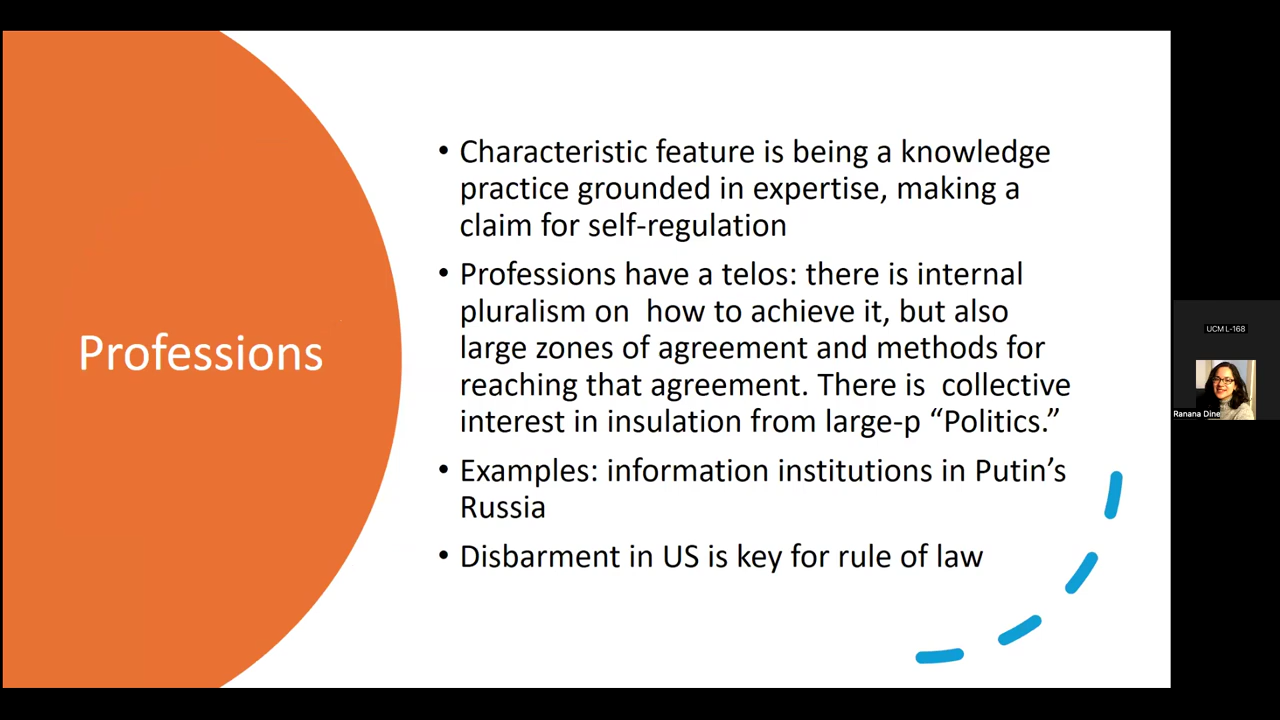 Professions
• Characteristic feature is being a knowledge
practice grounded in expertise, making a
claim for self-regulation
• Professions have a telos: there is internal
pluralism on how to achieve it, but also
large zones of agreement and methods for
reaching that agreement. There is collective
interest in insulation from large-p “Politics.”
• Examples: information institutions in Putin’s
Russia
• Disbarment in US is key for rule of law
UCM L-168
Ranana Dine